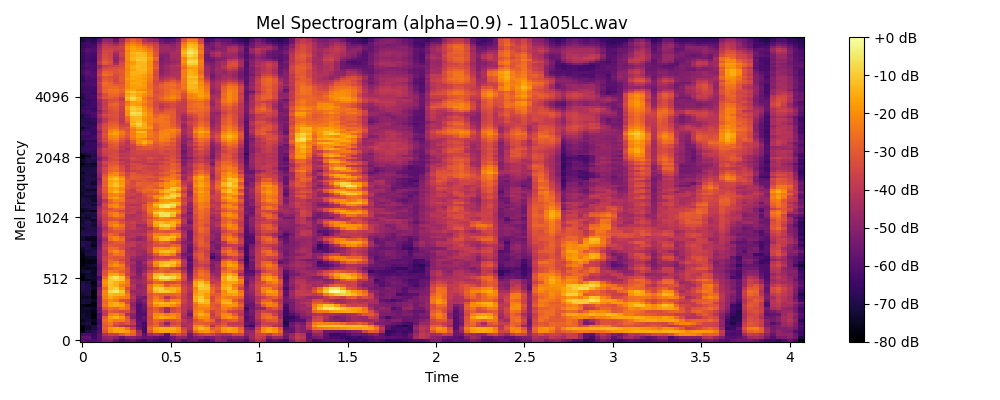 Mel Spectrogram (alpha=0.9) - 11a05Lc.wav
Mel Frequency
4096
2048
1024
512
0
0 0.5 1 1.5 2 2.5 3 3.5 4
Time
+0 dB
-10 dB
-20 dB
-30 dB
-40 dB
-50 dB
-60 dB
-70 dB
-80 dB